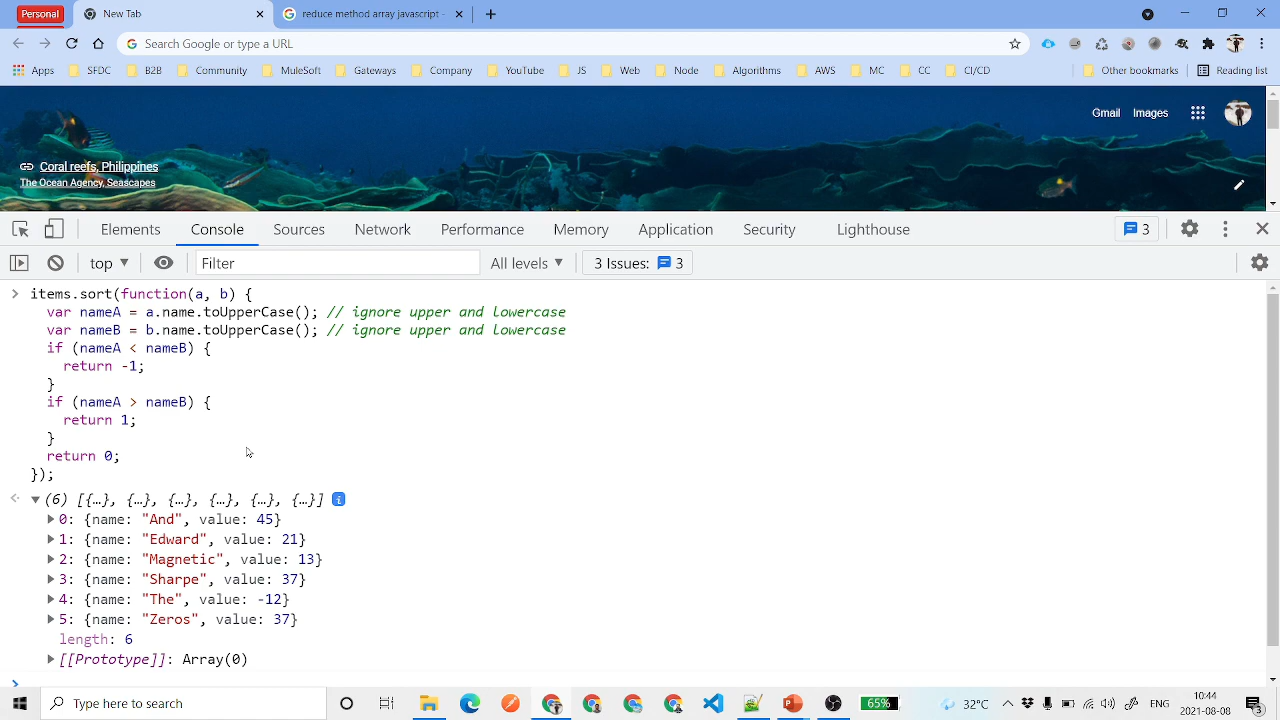 Personal
New Tab
reduce method array javascript -
Search Google or type a URL
Apps
SFDC
B2B
Community
MuleSoft
Gateways
Company
YouTube
JS
Web
Node
Algorithms
AWS
MC
CC
CI/CD
Other bookmarks
Reading list
Gmail
Images
Coral reefs, Philippines
The Ocean Agency, Seascapes
Elements
Console
Sources
Network
Performance
Memory
Application
Security
Lighthouse
3
top
Filter
All levels
3 Issues: 3
items.sort(function(a, b) {
var nameA = a.name.toUpperCase(); // ignore upper and lowercase
var nameB = b.name.toUpperCase(); // ignore upper and lowercase
if (nameA < nameB) {
return -1;
}
if (nameA > nameB) {
return 1;
}
return 0;
});
(6) [{…}, {…}, {…}, {…}, {…}, {…}]
0: {name: "And", value: 45}
1: {name: "Edward", value: 21}
2: {name: "Magnetic", value: 13}
3: {name: "Sharpe", value: 37}
4: {name: "The", value: -12}
5: {name: "Zeros", value: 37}
length: 6
[[Prototype]]: Array(0)
Type here to search
65%
32°C
ENG
10:44
2021-08-08
3